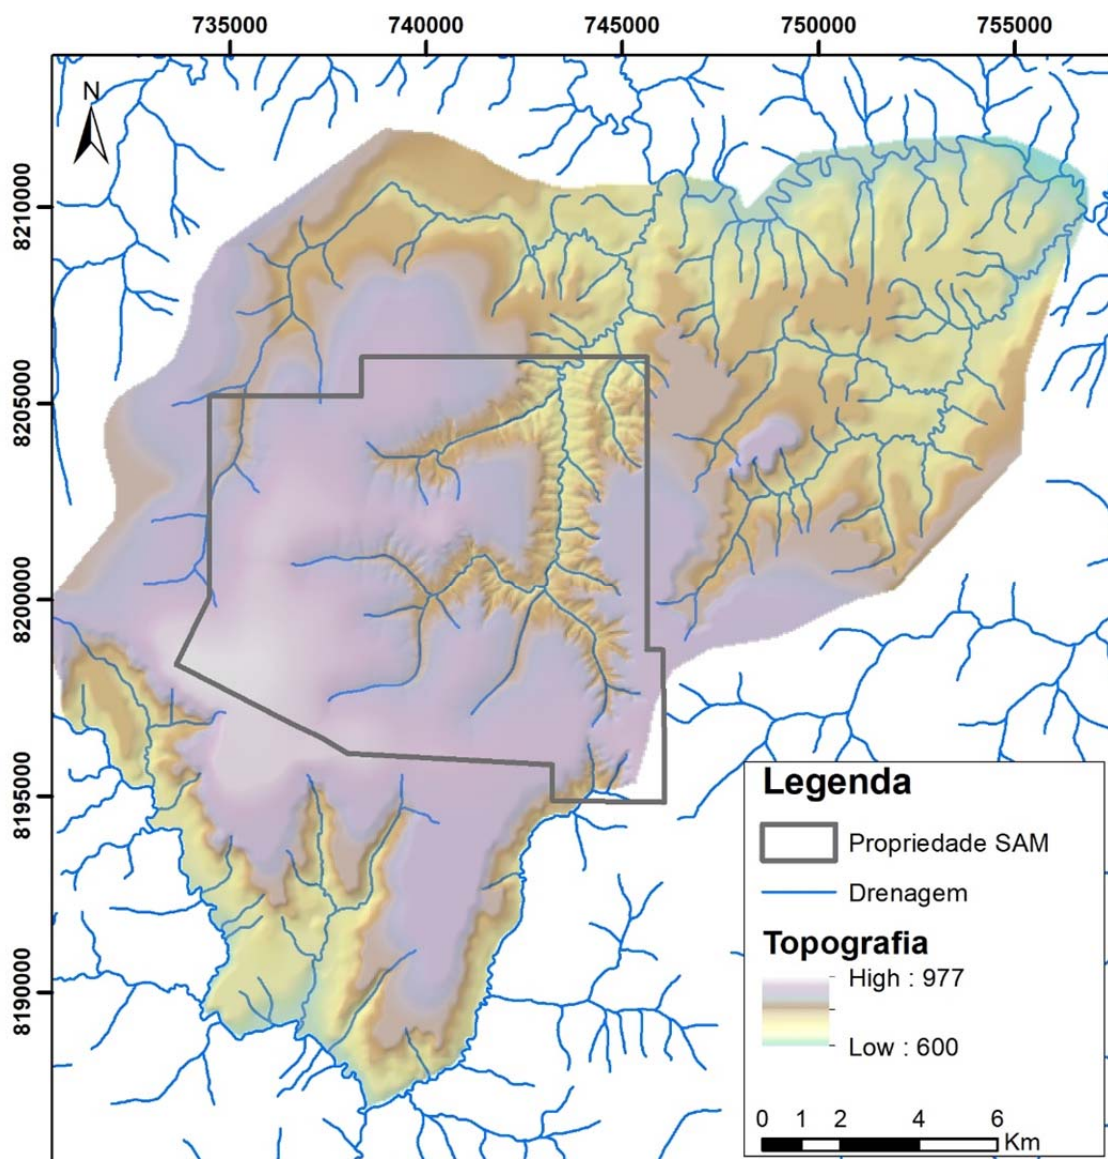 735000 740000 745000 750000 755000
N
8210000
8205000
8200000
8195000
8190000
Legenda
Propriedade SAM
Drenagem
Topografia
High : 977
Low : 600
0 1 2 4 6
Km